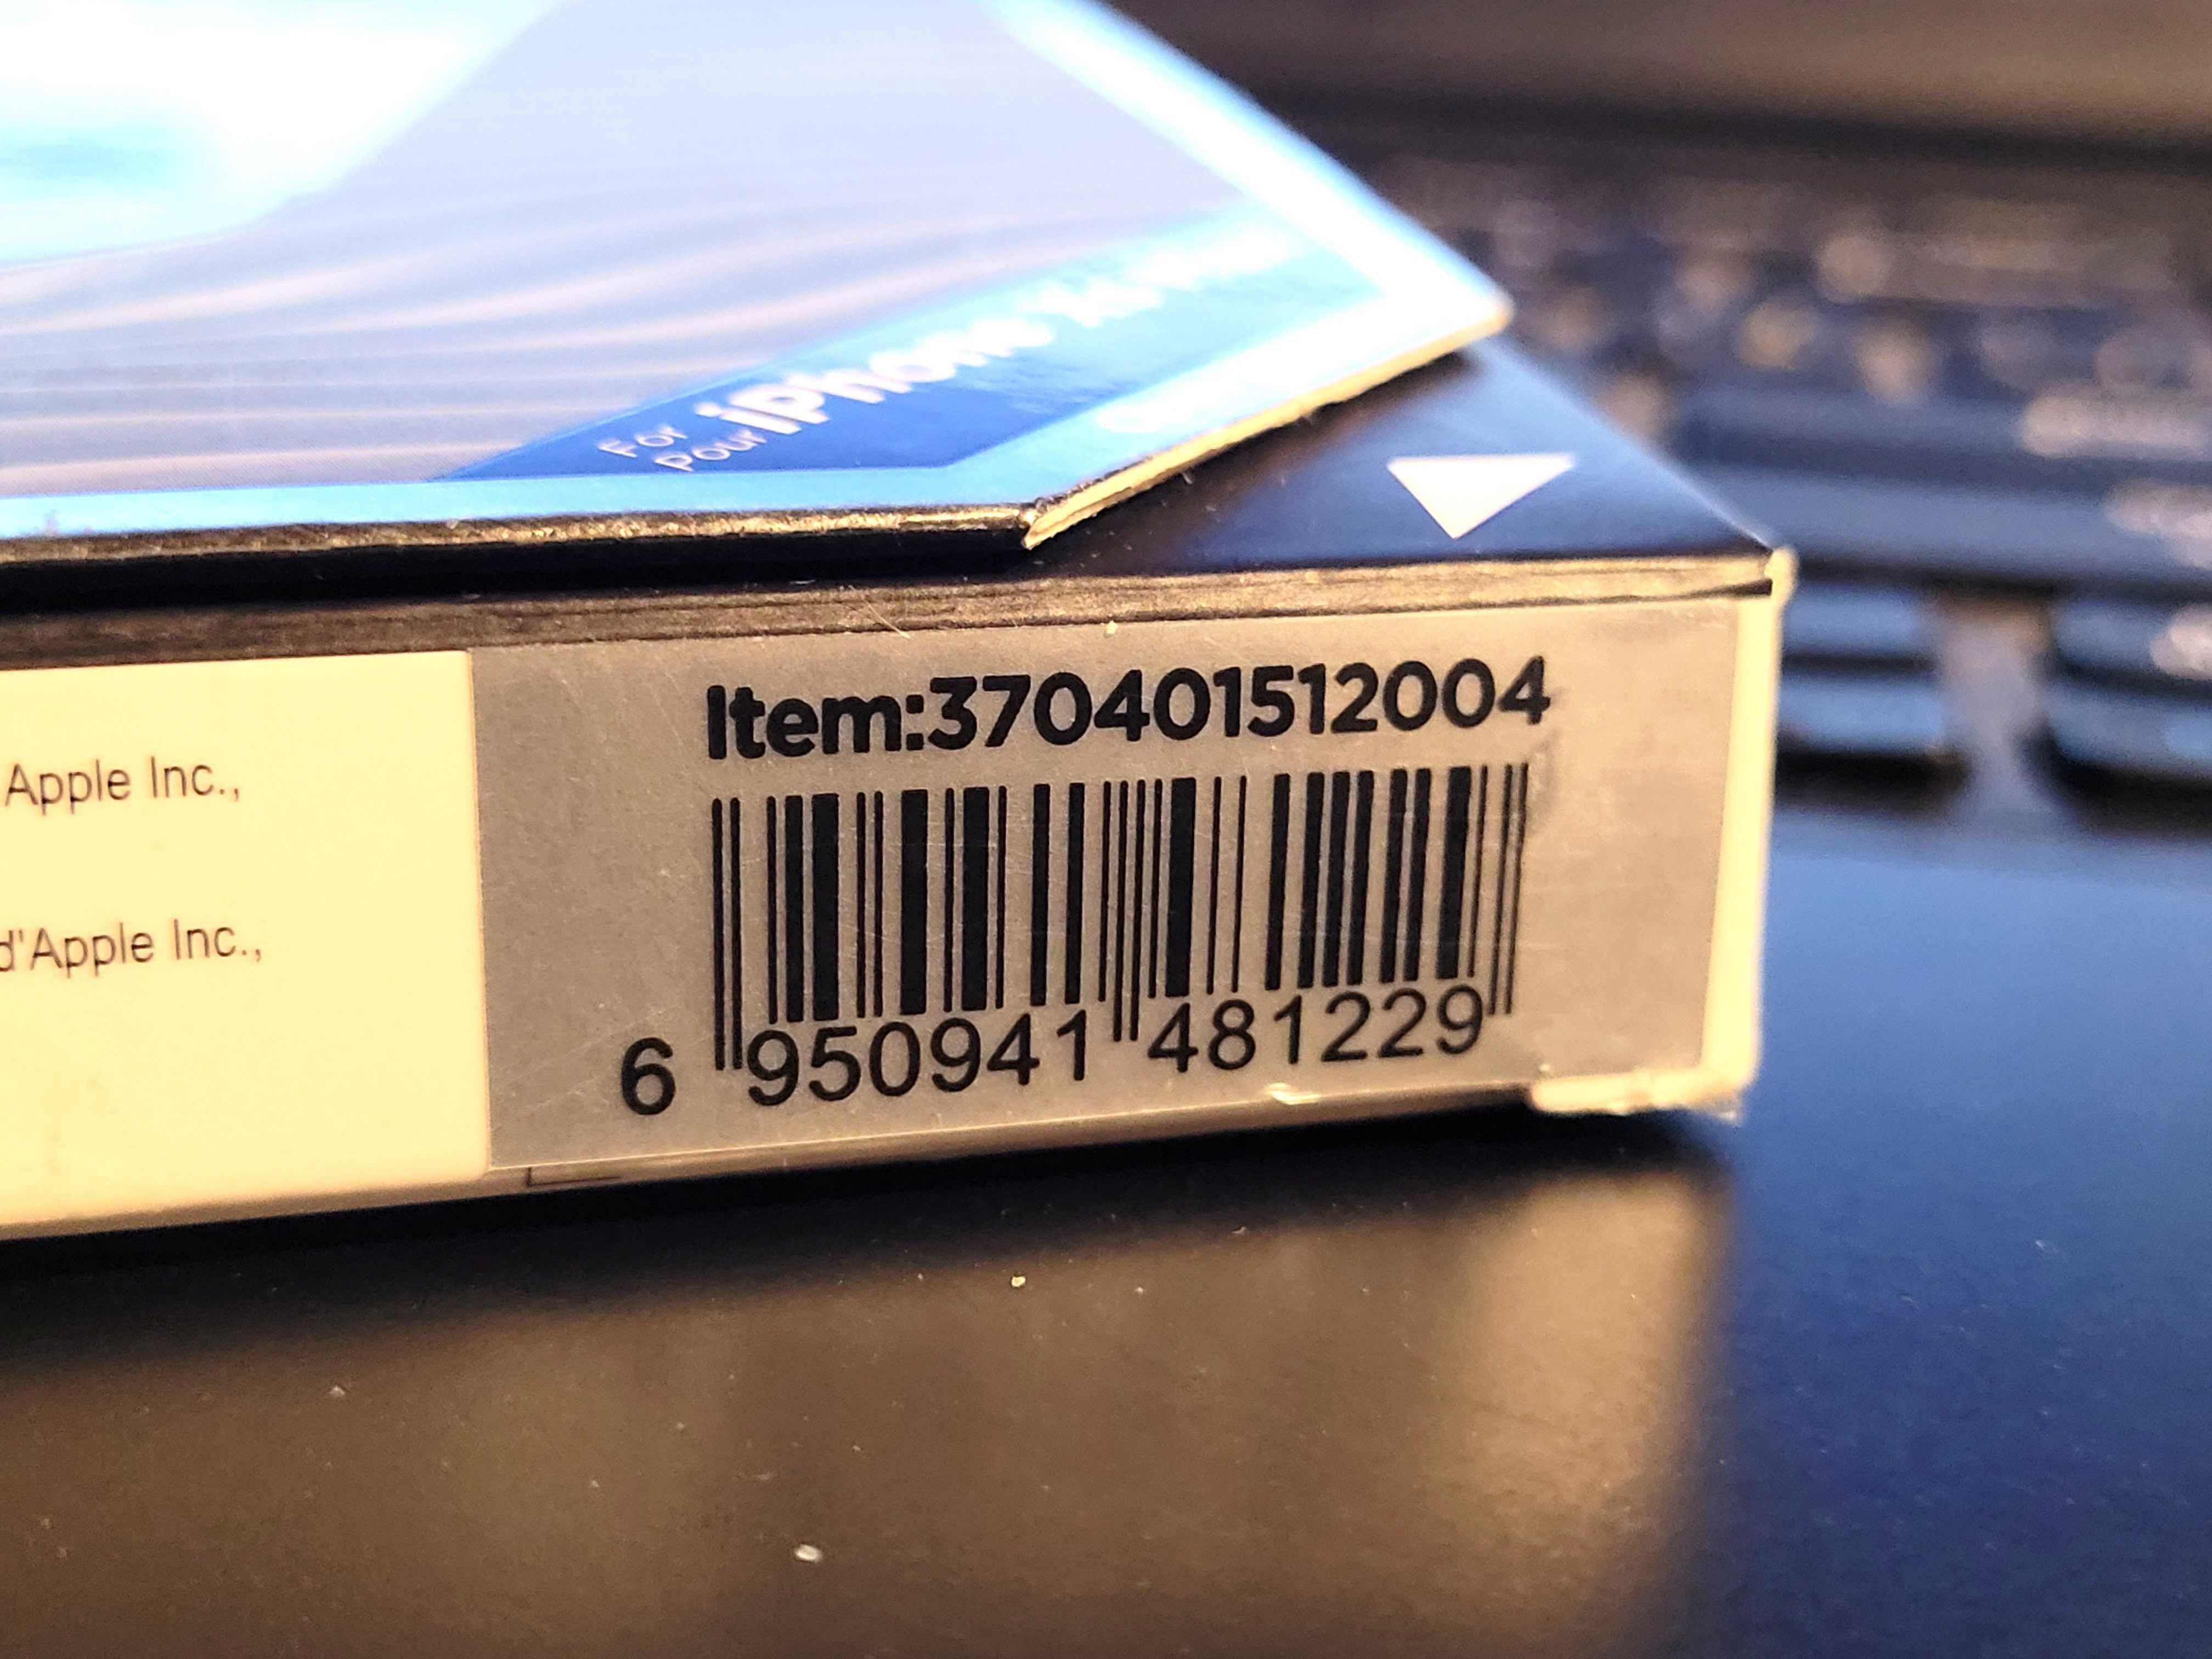 For
Pour
iPhone
Apple Inc.,
d'Apple Inc.,
Item:370401512004
6 950941 481229